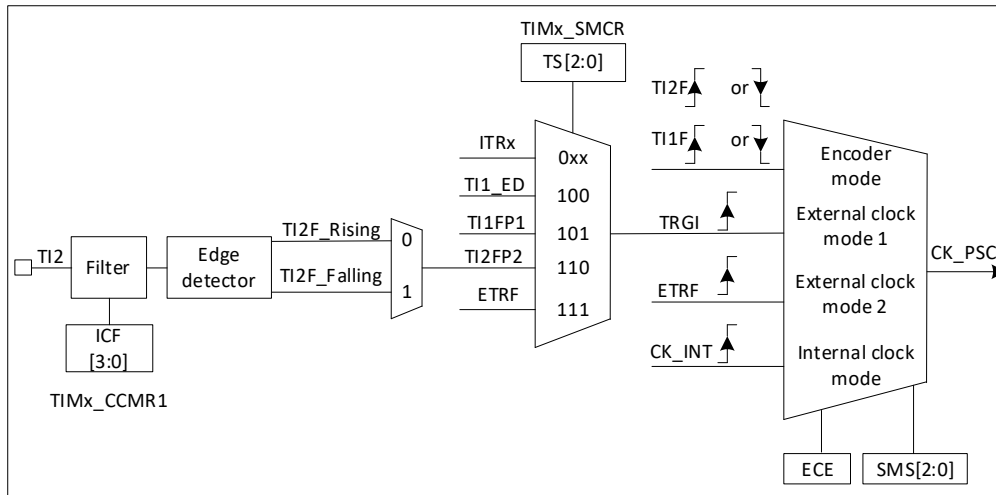 TIMx_SMCR
TS[2:0]
TI2F or
TI1F or
ITRx
0xx
Encoder
mode
TI1_ED
100
TRGI
External clock
mode 1
TI1FP1
101
TI2F_Rising
0
TI2
Filter
Edge
detector
TI2FP2
110
CK_PSC
TI2F_Falling
1
ETRF
111
ETRF
External clock
mode 2
ICF
[3:0]
CK_INT
Internal clock
mode
TIMx_CCMR1
ECE
SMS[2:0]